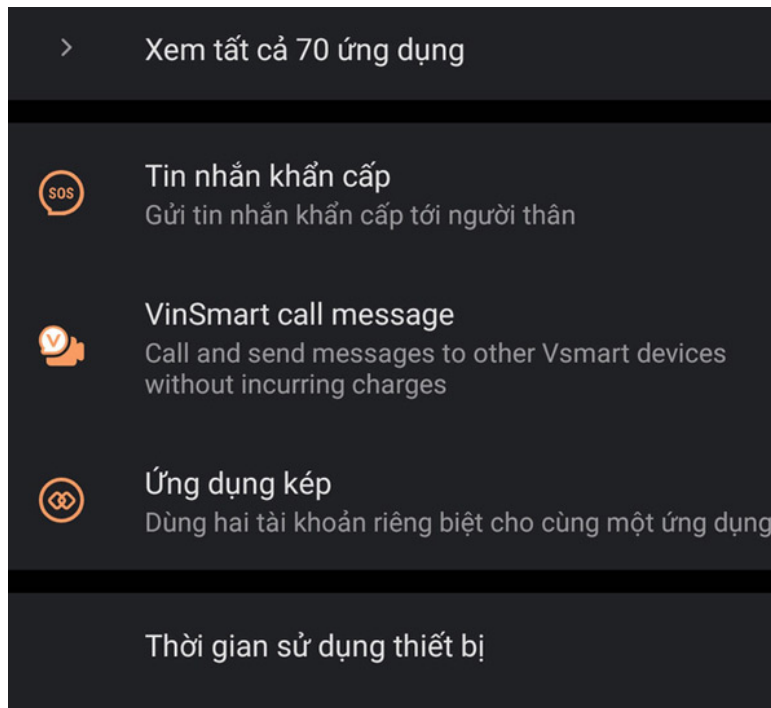 Xem tất cả 70 ứng dụng
SOS
Tin nhắn khẩn cấp
Gửi tin nhắn khẩn cấp tới người thân
VinSmart call message
Call and send messages to other Vsmart devices
without incurring charges
Ứng dụng kép
Dùng hai tài khoản riêng biệt cho cùng một ứng dụng
Thời gian sử dụng thiết bị